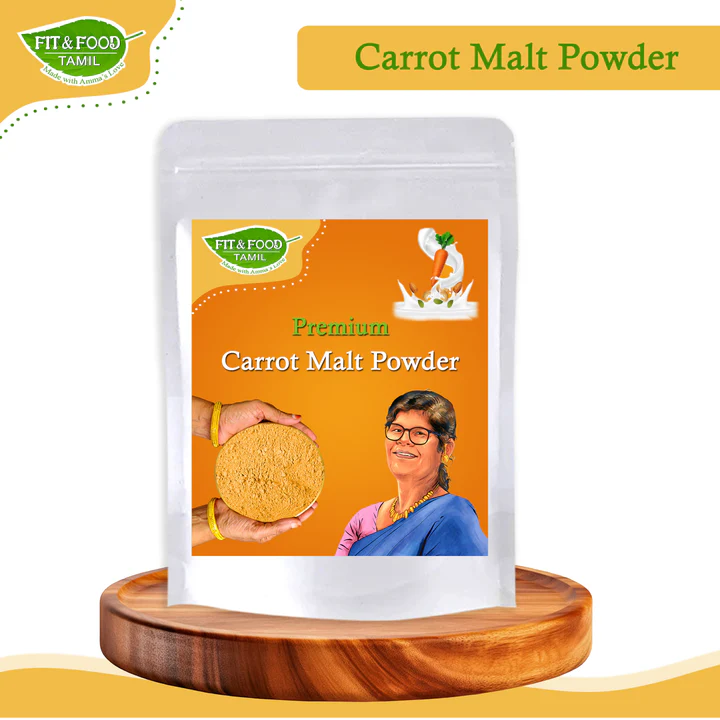 FIT & FOOD
TAMIL
Made with Amma's Love
Carrot Malt Powder
FIT & FOOD
TAMIL
Made with Amma's Love
Premium
Carrot Malt Powder